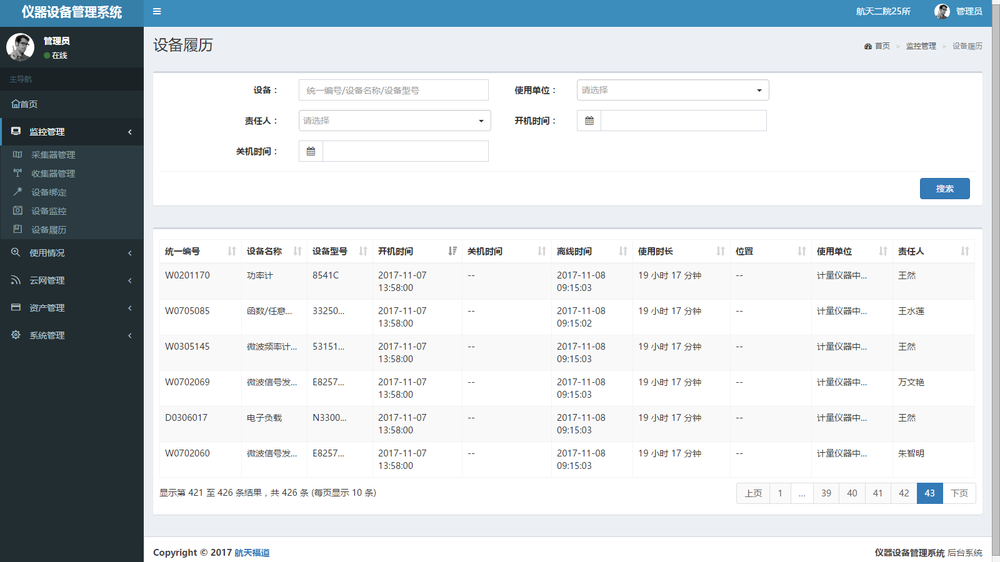 仪器设备管理系统
航天二院25所
管理员
管理员
在线
主导航
首页
监控管理
采集器管理
收集器管理
设备绑定
设备监控
设备履历
使用情况
云网管理
资产管理
系统管理
设备履历
首页 > 监控管理 > 设备履历
设备： 统一编号/设备名称/设备型号 使用单位： 请选择
责任人： 请选择 开机时间：
关机时间：
搜索
统一编号 设备名称 设备型号 开机时间 关机时间 离线时间 使用时长 位置 使用单位 责任人
W0201170 功率计 8541C 2017-11-07 13:58:00 -- 2017-11-08 09:15:03 19 小时 17 分钟 -- 计量仪器中... 王然
W0705085 函数/任意... 33250... 2017-11-07 13:58:00 -- 2017-11-08 09:15:02 19 小时 17 分钟 -- 计量仪器中... 王水莲
W0305145 微波频率计... 53151... 2017-11-07 13:58:00 -- 2017-11-08 09:15:03 19 小时 17 分钟 -- 计量仪器中... 王然
W0702069 微波信号发... E8257... 2017-11-07 13:58:00 -- 2017-11-08 09:15:03 19 小时 17 分钟 -- 计量仪器中... 万文艳
D0306017 电子负载 N3300... 2017-11-07 13:58:00 -- 2017-11-08 09:15:03 19 小时 17 分钟 -- 计量仪器中... 王然
W0702060 微波信号发... E8257... 2017-11-07 13:58:00 -- 2017-11-08 09:15:03 19 小时 17 分钟 -- 计量仪器中... 朱智明
显示第 421 至 426 条结果，共 426 条 (每页显示 10 条)
上页 1 ... 39 40 41 42 43 下页
Copyright © 2017 航天福道
仪器设备管理系统 后台系统